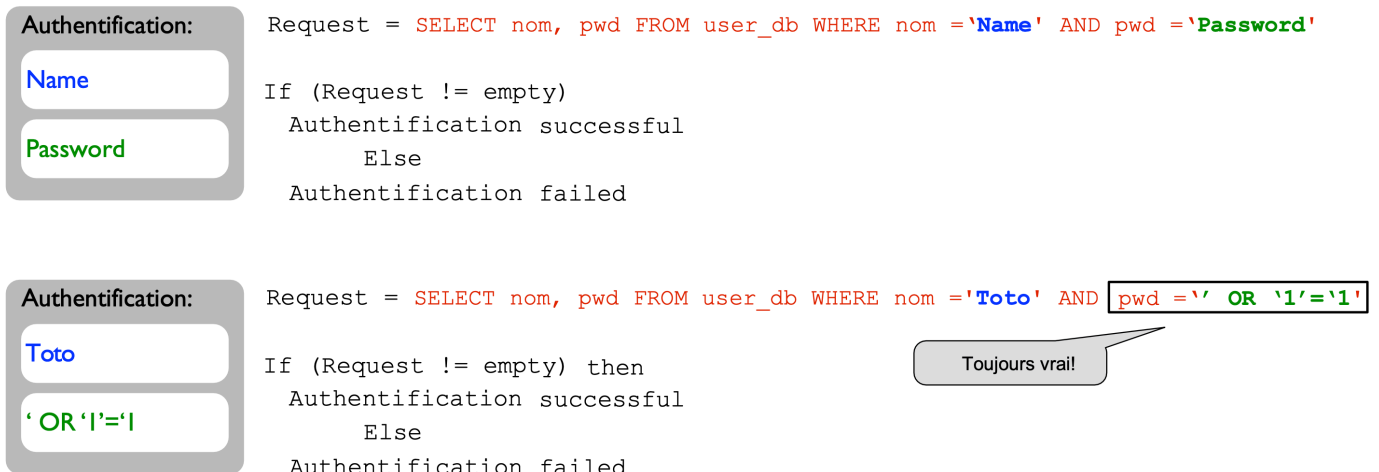 Authentification:
Request = SELECT nom, pwd FROM user_db WHERE nom =‘Name' AND pwd =‘Password'
Name
If (Request != empty)
Authentification successful
Password
Else
Authentification failed
Authentification:
Request = SELECT nom, pwd FROM user_db WHERE nom ='Toto' AND pwd =‘’ OR ‘1’=‘1'
Toto
If (Request != empty) then
Toujours vrai!
Authentification successful
‘ OR ‘1’=‘1
Else
Authentification failed